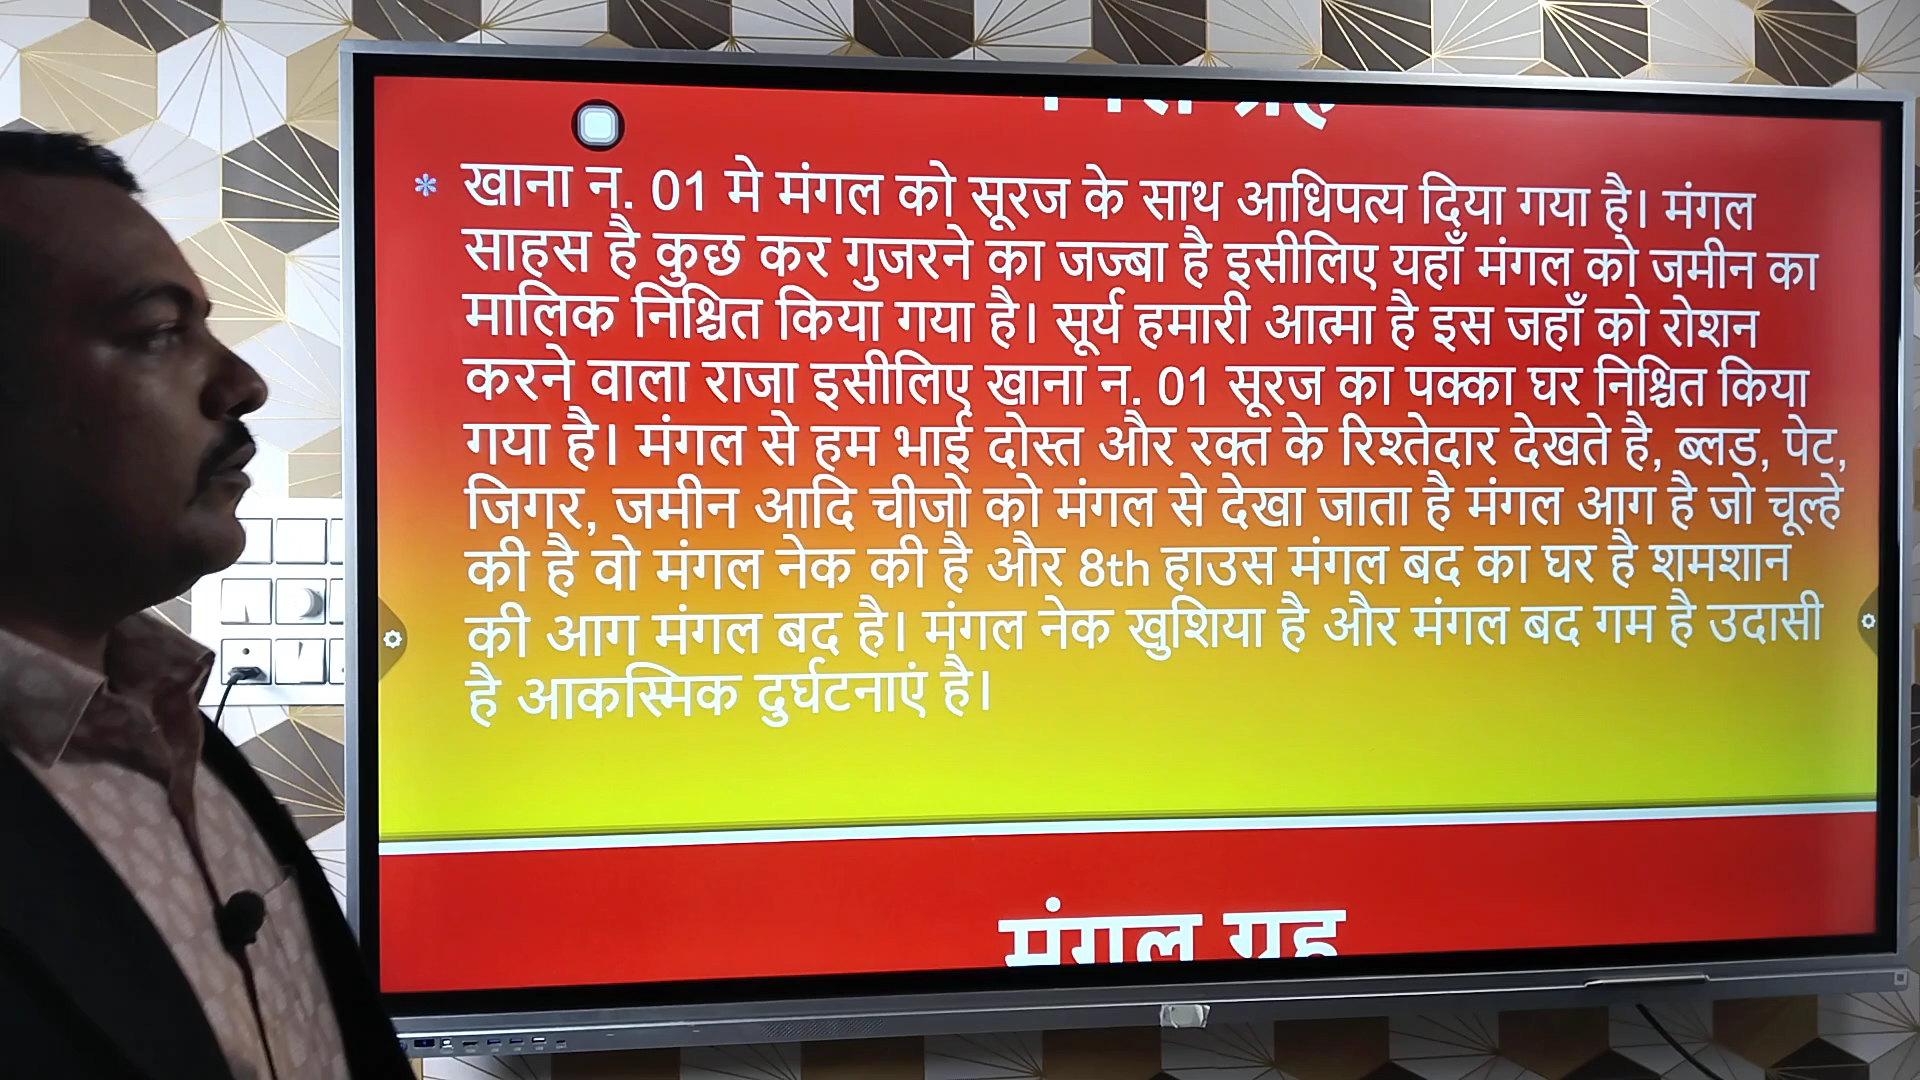 * खाना न. 01 मे मंगल को सूरज के साथ आधिपत्य दिया गया है। मंगल
साहस है कुछ कर गुजरने का जज्बा है इसीलिए यहाँ मंगल को जमीन का
मालिक निश्चित किया गया है। सूर्य हमारी आत्मा है इस जहाँ को रोशन
करने वाला राजा इसीलिए खाना न. 01 सूरज का पक्का घर निश्चित किया
गया है। मंगल से हम भाई दोस्त और रक्त के रिश्तेदार देखते है, ब्लड, पेट,
जिगर, जमीन आदि चीजो को मंगल से देखा जाता है मंगल आग है जो चूल्हे
की है वो मंगल नेक की है और 8th हाउस मंगल बद का घर है शमशान
की आग मंगल बद है। मंगल नेक खुशिया है और मंगल बद गम है उदासी
है आकस्मिक दुर्घटनाएं है।
मंगल ग्रह